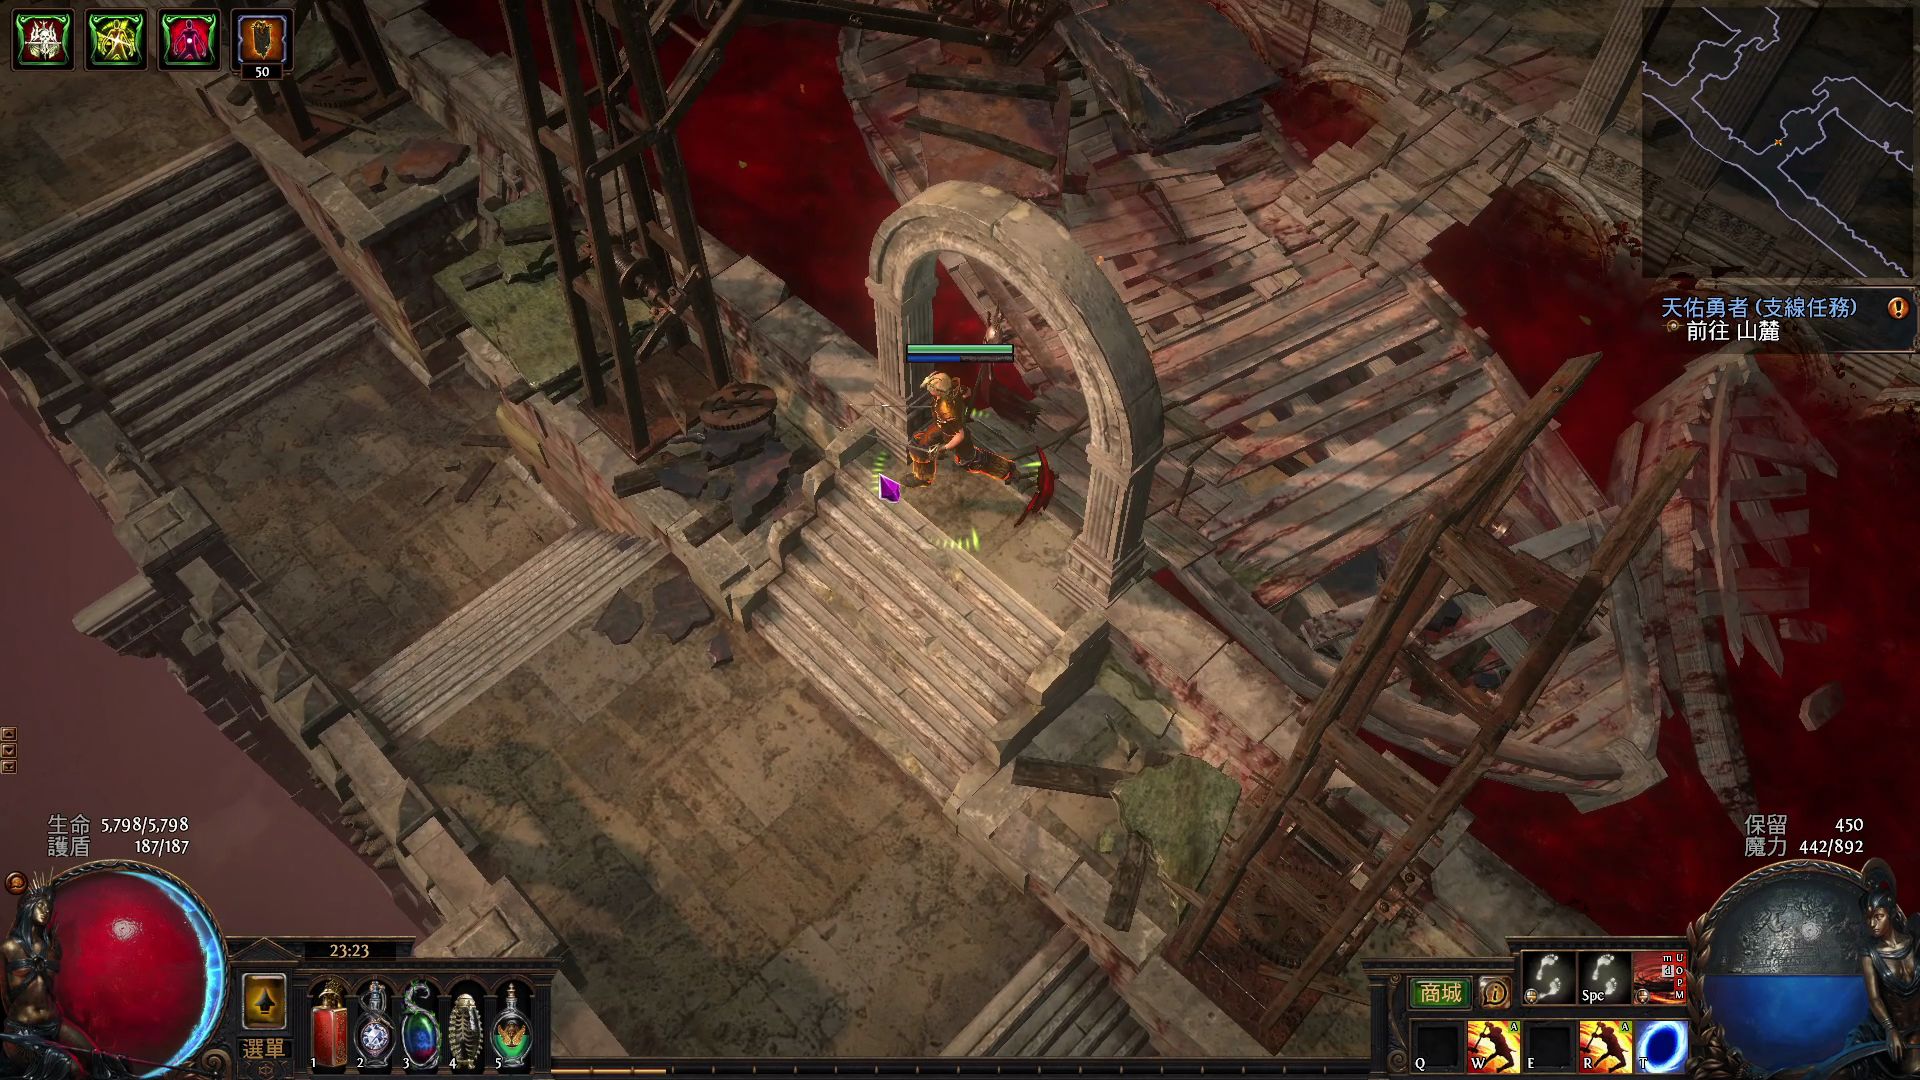 50
天佑勇者 (支線任務)
前往 山麓
生命 5,798/5,798
護盾 187/187
保留 450
魔力 442/892
23:23
選單
1
2
3
4
5
商城
Spc
m U
d O
P
M
Q
W
A
E
R
A
T